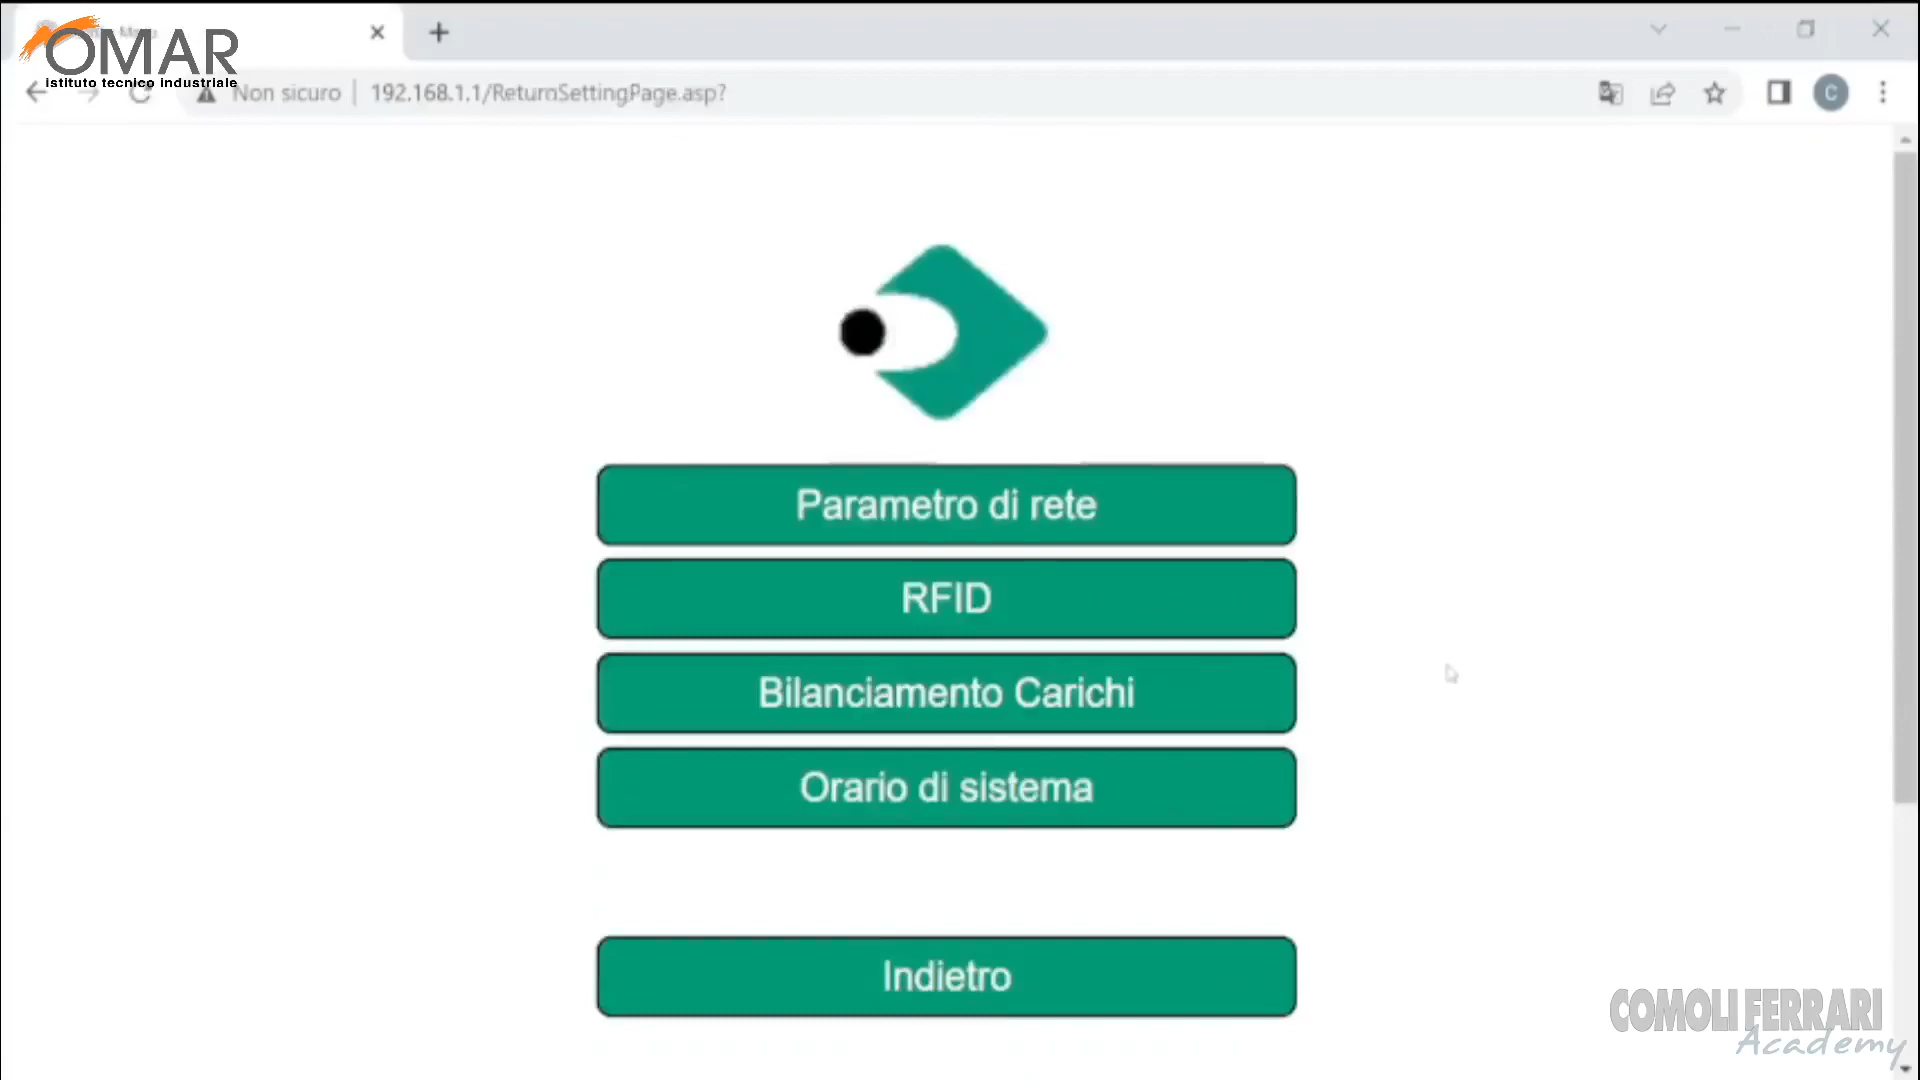 OMAR
istituto tecnico industriale
Non sicuro
192.168.1.1/ReturnSettingPage.asp?
C
Parametro di rete
RFID
Bilanciamento Carichi
Orario di sistema
Indietro
COMOLI FERRARI
Academy